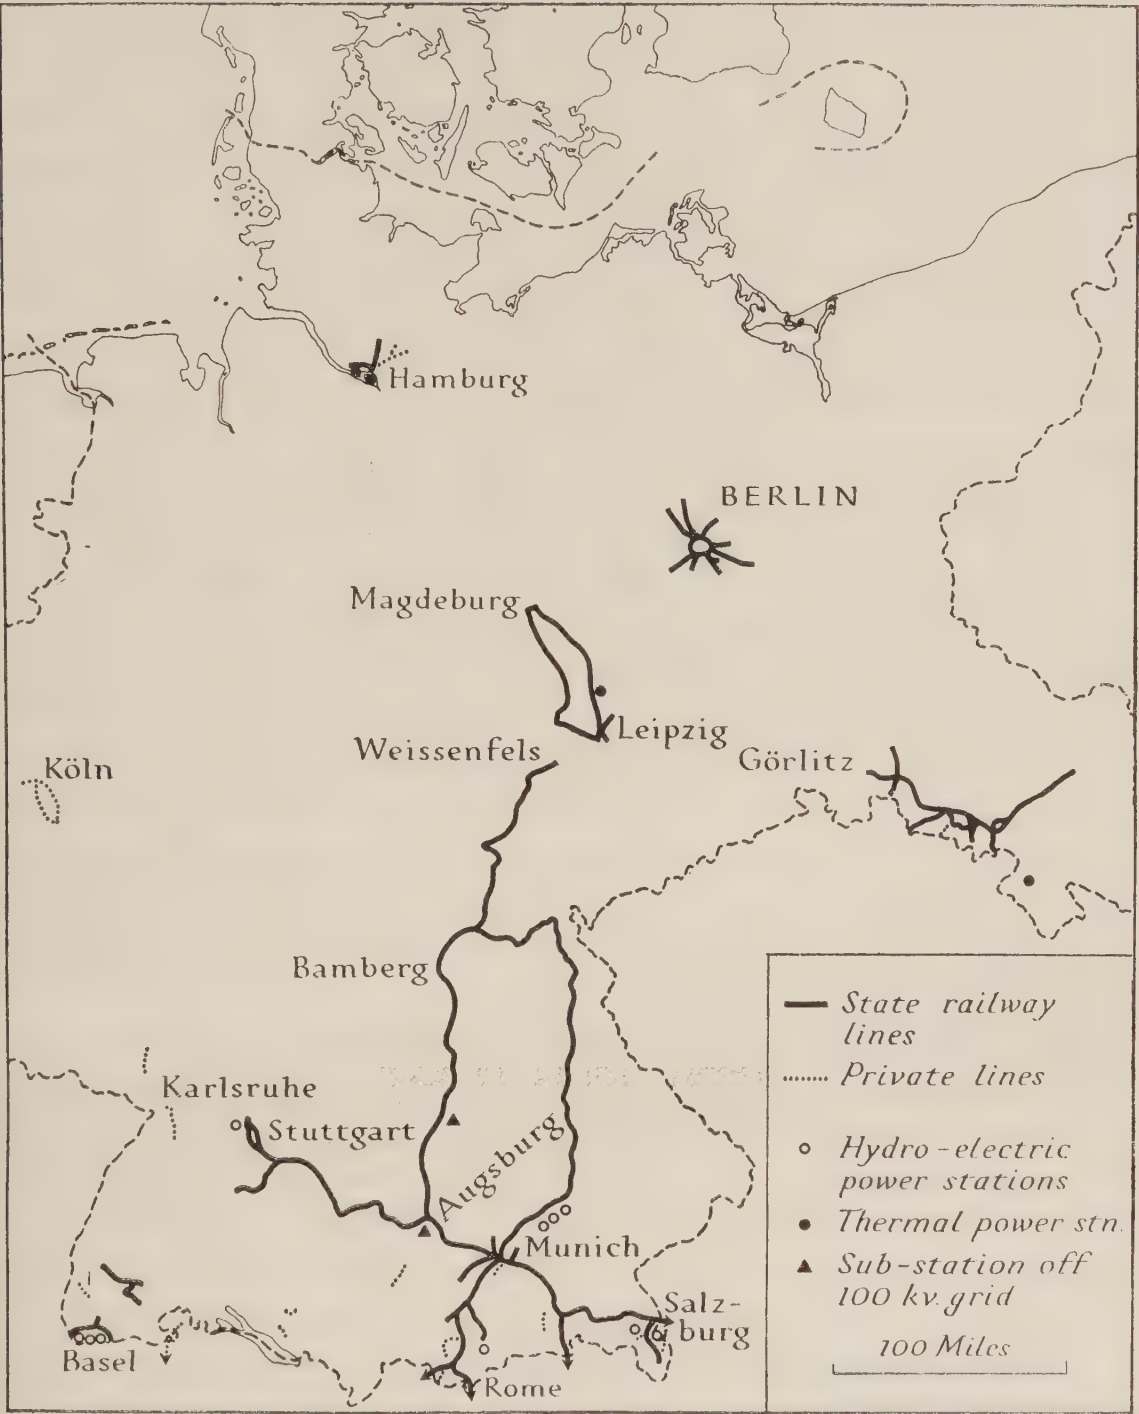 Hamburg
BERLIN
Magdeburg
Leipzig
Weissenfels
Görlitz
Köln
Bamberg
Karlsruhe
Stuttgart
Augsburg
Munich
Salz-
burg
Basel
Rome
State railway
lines
Private lines
Hydro-electric
power stations
Thermal power stn.
Sub-station off
100 kv. grid
100 Miles